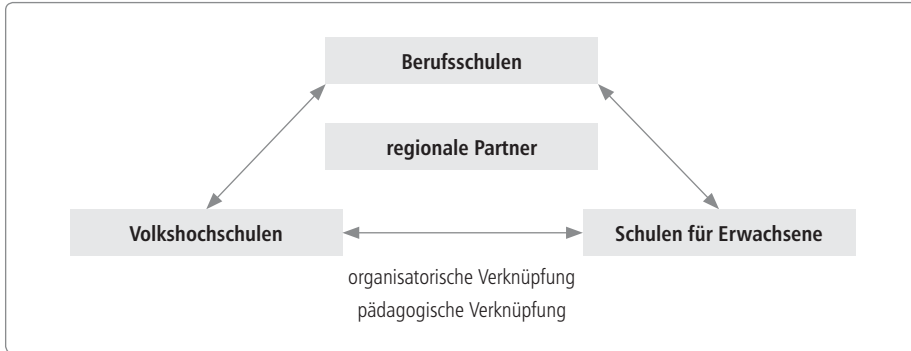 Berufsschulen
regionale Partner
Volkshochschulen
Schulen für Erwachsene
organisatorische Verknüpfung
pädagogische Verknüpfung